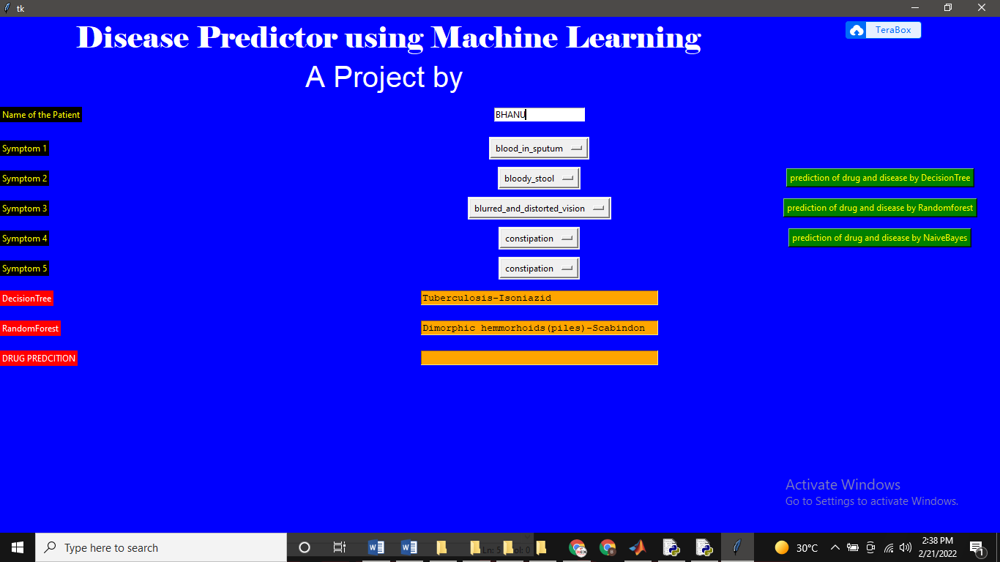 tk
Disease Predictor using Machine Learning
TeraBox
A Project by
Name of the Patient
BHANU
Symptom 1
blood_in_sputum
Symptom 2
bloody_stool
prediction of drug and disease by DecisionTree
Symptom 3
blurred_and_distorted_vision
prediction of drug and disease by Randomforest
Symptom 4
constipation
prediction of drug and disease by NaiveBayes
Symptom 5
constipation
DecisionTree
Tuberculosis-Isoniazid
RandomForest
Dimorphic hemmorhoids(piles)-Scabindon
DRUG PREDCITION
Activate Windows
Go to Settings to activate Windows.
Type here to search
Ln: 5
ol: 0
30°C
2:38 PM
2/21/2022
1